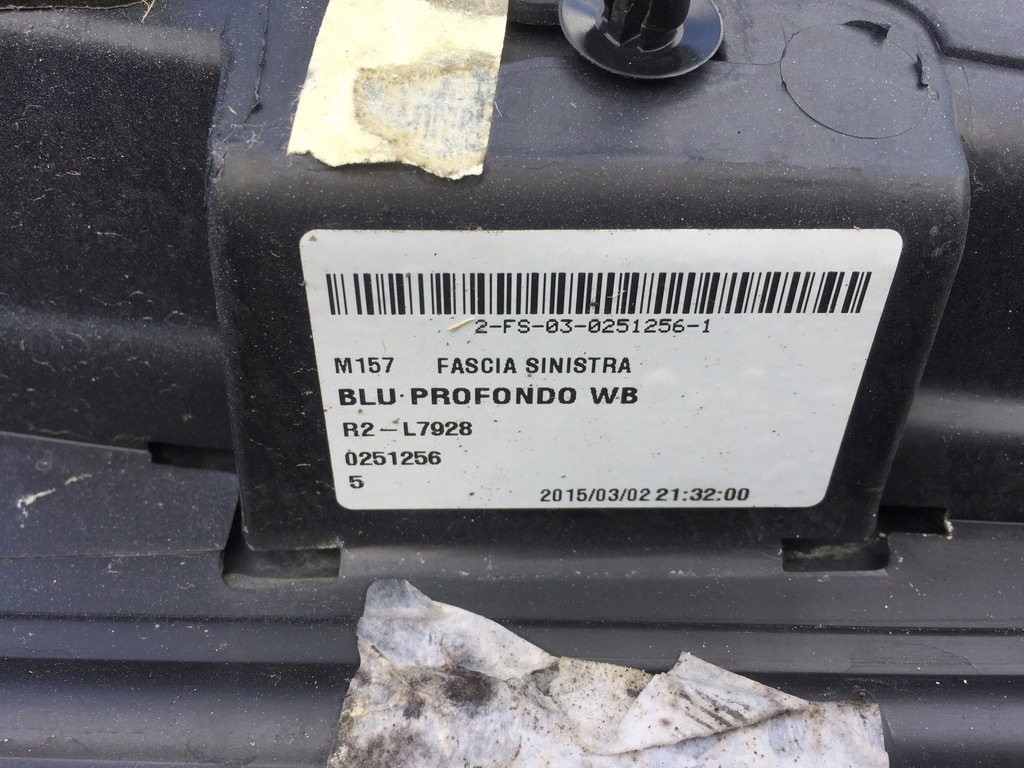 2-FS-03-0251256-1
M157 FASCIA SINISTRA
BLU PROFONDO WB
R2-L7928
0251256
5
2015/03/02 21:32:00